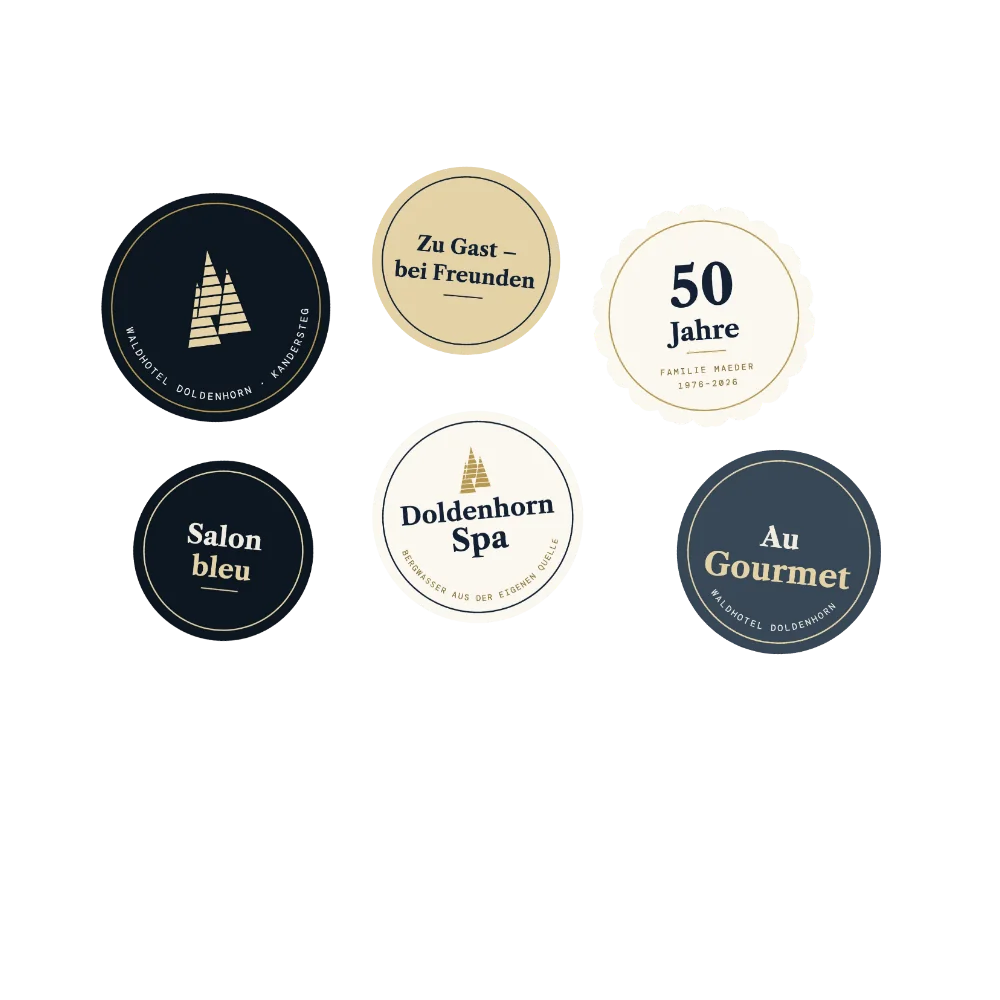 WALDHOTEL DOLDENHORN · KANDERSTEG
Zu Gast –
bei Freunden
50
Jahre
FAMILIE MAEDER
1976–2026
Salon
bleu
Doldenhorn
Spa
BERGWASSER AUS DER EIGENEN QUELLE
Au
Gourmet
WALDHOTEL DOLDENHORN